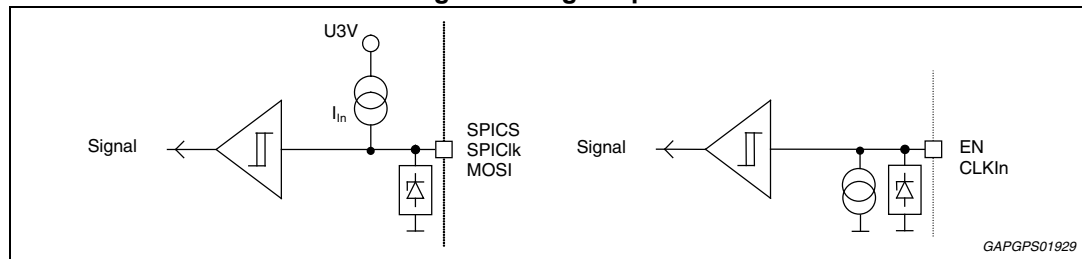 U3V
I_In
Signal
SPICS
SPIClk
MOSI
Signal
EN
CLKIn
GAPGPS01929